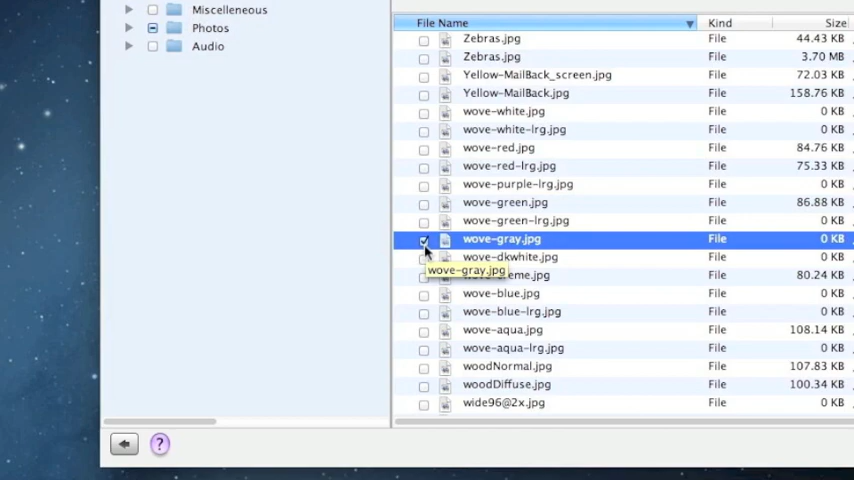 Miscelleneous
Photos
Audio
File Name Kind Size
Zebras.jpg File 44.43 KB
Zebras.jpg File 3.70 MB
Yellow-MailBack_screen.jpg File 72.03 KB
Yellow-MailBack.jpg File 158.76 KB
wove-white.jpg File 0 KB
wove-white-lrg.jpg File 0 KB
wove-red.jpg File 84.76 KB
wove-red-lrg.jpg File 75.33 KB
wove-purple-lrg.jpg File 0 KB
wove-green.jpg File 86.88 KB
wove-green-lrg.jpg File 0 KB
wove-gray.jpg File 0 KB
wove-dkwhite.jpg File 0 KB
wove-gray.jpg
eme.jpg File 80.24 KB
wove-blue.jpg File 0 KB
wove-blue-lrg.jpg File 0 KB
wove-aqua.jpg File 108.14 KB
wove-aqua-lrg.jpg File 0 KB
woodNormal.jpg File 107.83 KB
woodDiffuse.jpg File 100.34 KB
wide96@2x.jpg File 0 KB
?